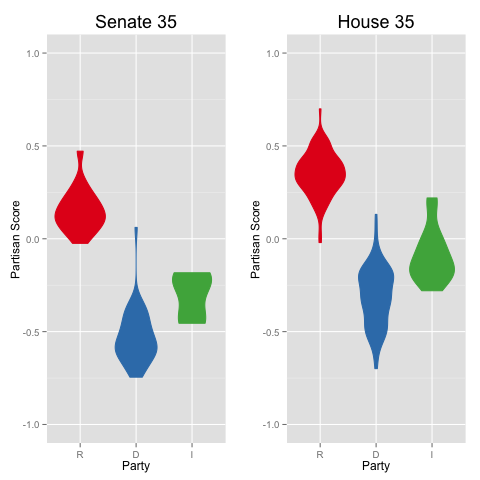 Senate 35
1.0
0.5
0.0
-0.5
-1.0
Partisan Score
R D I
Party
House 35
1.0
0.5
0.0
-0.5
-1.0
Partisan Score
R D I
Party